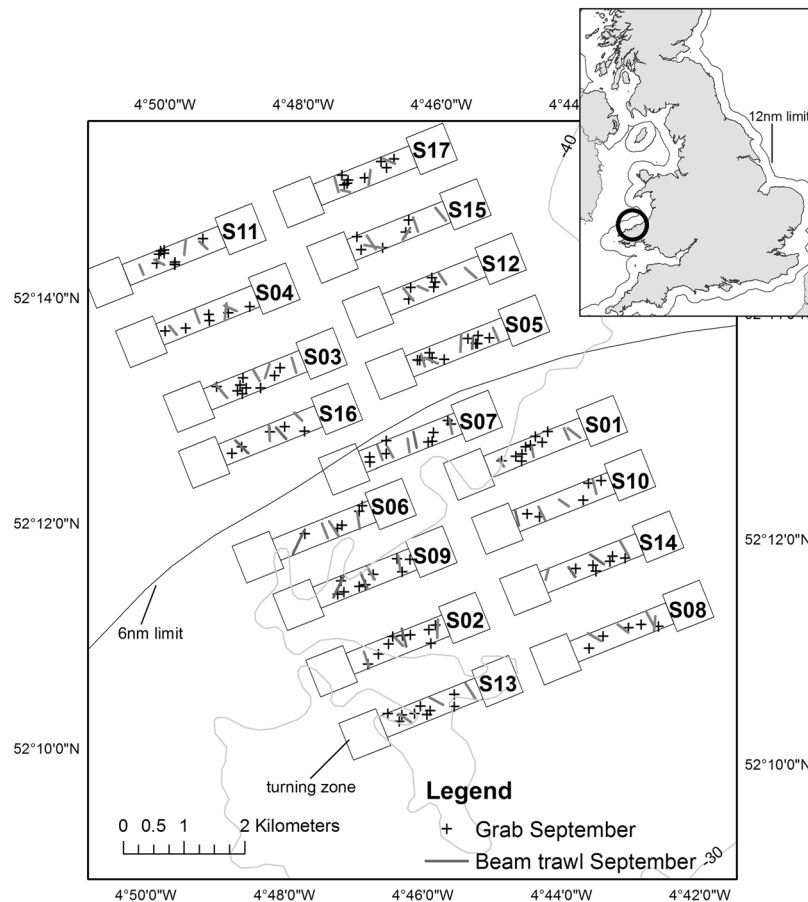 12nm limit
4°50'0"W 4°48'0"W 4°46'0"W 4°44
-40
S17
S15
S11
S12
52°14'0"N
S04
S05
S03
S16
S07
S01
S10
S06
52°12'0"N
52°12'0"N
S14
S09
S08
S02
6nm limit
S13
52°10'0"N
52°10'0"N
turning zone
Legend
Grab September
Beam trawl September
0 0.5 1 2 Kilometers
-30
4°50'0"W 4°48'0"W 4°46'0"W 4°44'0"W 4°42'0"W